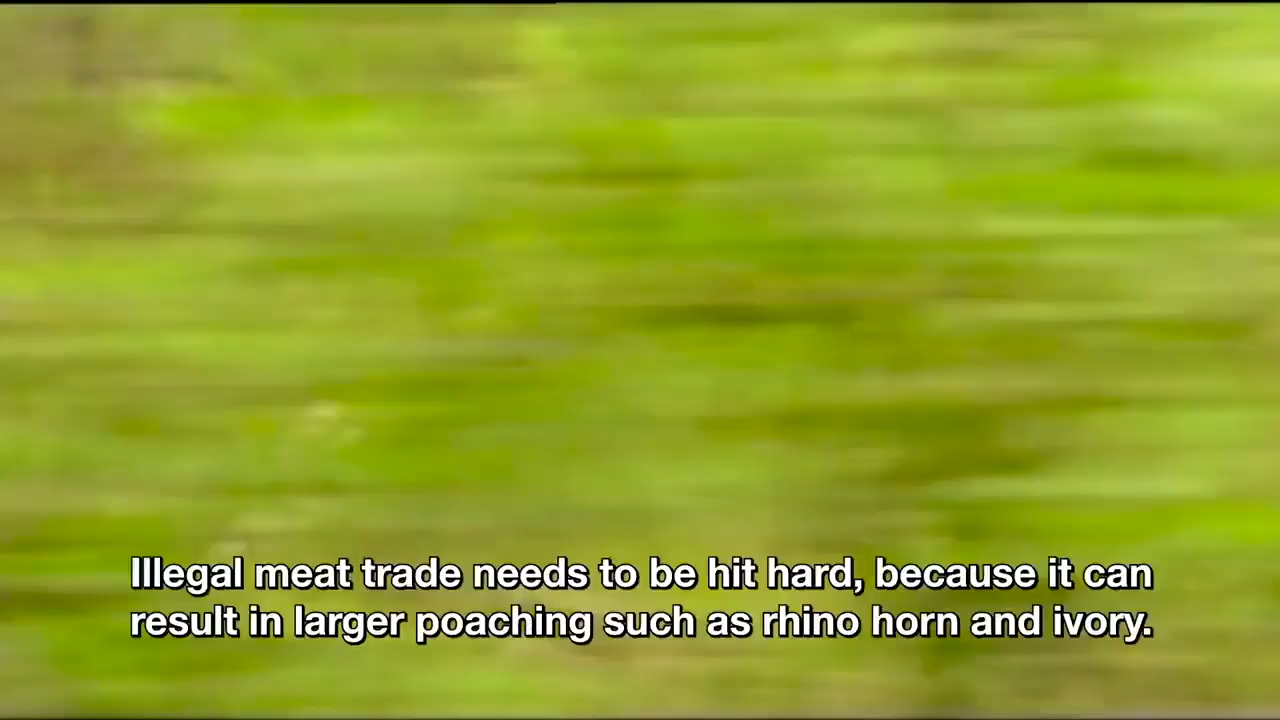 Illegal meat trade needs to be hit hard, because it can
result in larger poaching such as rhino horn and ivory.